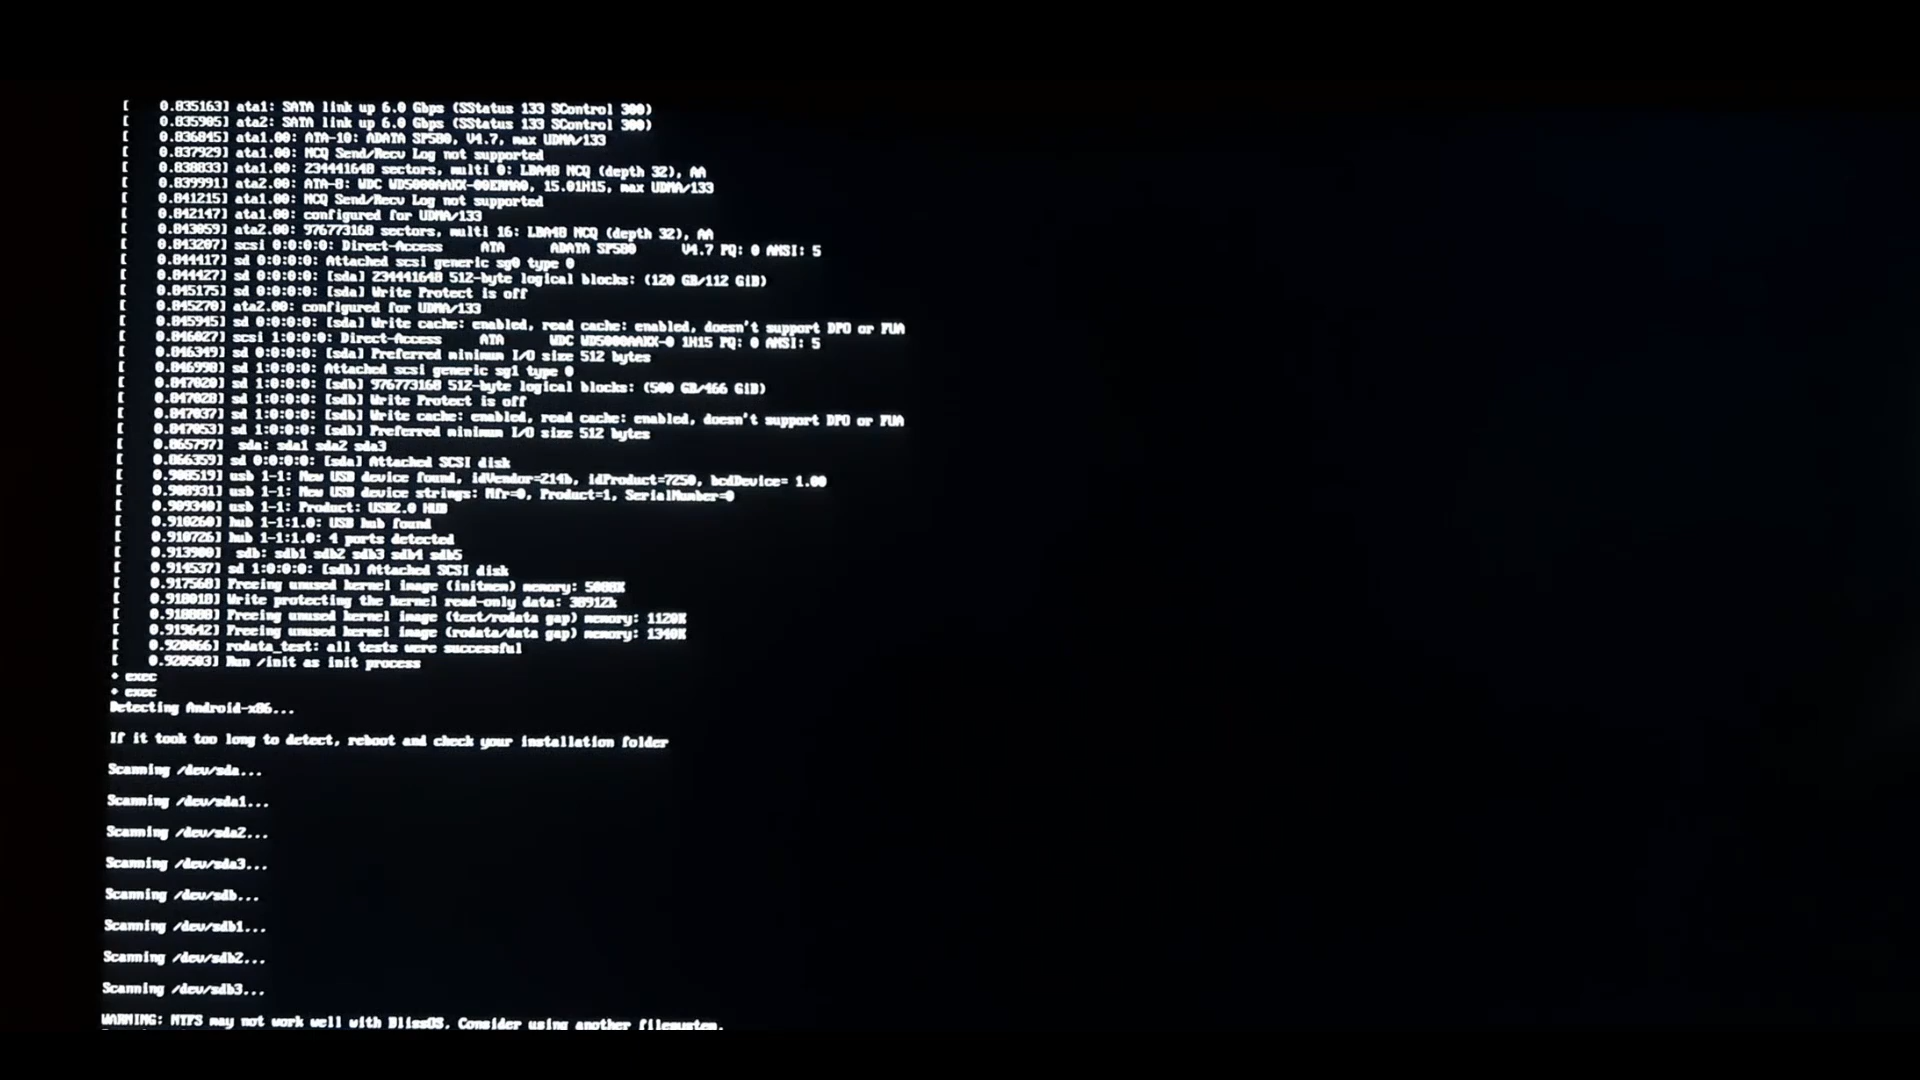 [    0.835163] ata1: SATA link up 6.0 Gbps (SStatus 133 SControl 300)
[    0.835905] ata2: SATA link up 6.0 Gbps (SStatus 133 SControl 300)
[    0.836845] ata1.00: ATA-10: ADATA SP580, V4.7, max UDMA/133
[    0.837929] ata1.00: NCQ Send/Recv Log not supported
[    0.838833] ata1.00: 234441648 sectors, multi 0: LBA48 NCQ (depth 32), AA
[    0.839991] ata2.00: ATA-8: WDC WD5000AAKX-00ERMA0, 15.01H15, max UDMA/133
[    0.841215] ata1.00: NCQ Send/Recv Log not supported
[    0.842147] ata1.00: configured for UDMA/133
[    0.843059] ata2.00: 976773168 sectors, multi 16: LBA48 NCQ (depth 32), AA
[    0.843207] scsi 0:0:0:0: Direct-Access     ATA      ADATA SP580      V4.7 PQ: 0 ANSI: 5
[    0.844417] sd 0:0:0:0: Attached scsi generic sg0 type 0
[    0.844427] sd 0:0:0:0: [sda] 234441648 512-byte logical blocks: (120 GB/112 GiB)
[    0.845175] sd 0:0:0:0: [sda] Write Protect is off
[    0.845270] ata2.00: configured for UDMA/133
[    0.845945] sd 0:0:0:0: [sda] Write cache: enabled, read cache: enabled, doesn't support DPO or FUA
[    0.846027] scsi 1:0:0:0: Direct-Access     ATA      WDC WD5000AAKX-0 1H15 PQ: 0 ANSI: 5
[    0.846349] sd 0:0:0:0: [sda] Preferred minimum I/O size 512 bytes
[    0.846998] sd 1:0:0:0: Attached scsi generic sg1 type 0
[    0.847020] sd 1:0:0:0: [sdb] 976773168 512-byte logical blocks: (500 GB/466 GiB)
[    0.847028] sd 1:0:0:0: [sdb] Write Protect is off
[    0.847037] sd 1:0:0:0: [sdb] Write cache: enabled, read cache: enabled, doesn't support DPO or FUA
[    0.847053] sd 1:0:0:0: [sdb] Preferred minimum I/O size 512 bytes
[    0.865797]  sda: sda1 sda2 sda3
[    0.866359] sd 0:0:0:0: [sda] Attached SCSI disk
[    0.908519] usb 1-1: New USB device found, idVendor=214b, idProduct=7250, bcdDevice= 1.00
[    0.908931] usb 1-1: New USB device strings: Mfr=0, Product=1, SerialNumber=0
[    0.909340] usb 1-1: Product: USB2.0 HUB
[    0.910260] hub 1-1:1.0: USB hub found
[    0.910726] hub 1-1:1.0: 4 ports detected
[    0.913900]  sdb: sdb1 sdb2 sdb3 sdb4 sdb5
[    0.914537] sd 1:0:0:0: [sdb] Attached SCSI disk
[    0.917560] Freeing unused kernel image (initmem) memory: 5088K
[    0.918018] Write protecting the kernel read-only data: 38912k
[    0.918888] Freeing unused kernel image (text/rodata gap) memory: 1120K
[    0.919642] Freeing unused kernel image (rodata/data gap) memory: 1340K
[    0.920066] rodata_test: all tests were successful
[    0.920503] Run /init as init process
+ exec
+ exec
Detecting Android-x86...
If it took too long to detect, reboot and check your installation folder
Scanning /dev/sda...
Scanning /dev/sda1...
Scanning /dev/sda2...
Scanning /dev/sda3...
Scanning /dev/sdb...
Scanning /dev/sdb1...
Scanning /dev/sdb2...
Scanning /dev/sdb3...
WARNING: NTFS may not work well with BlissOS. Consider using another filesystem.